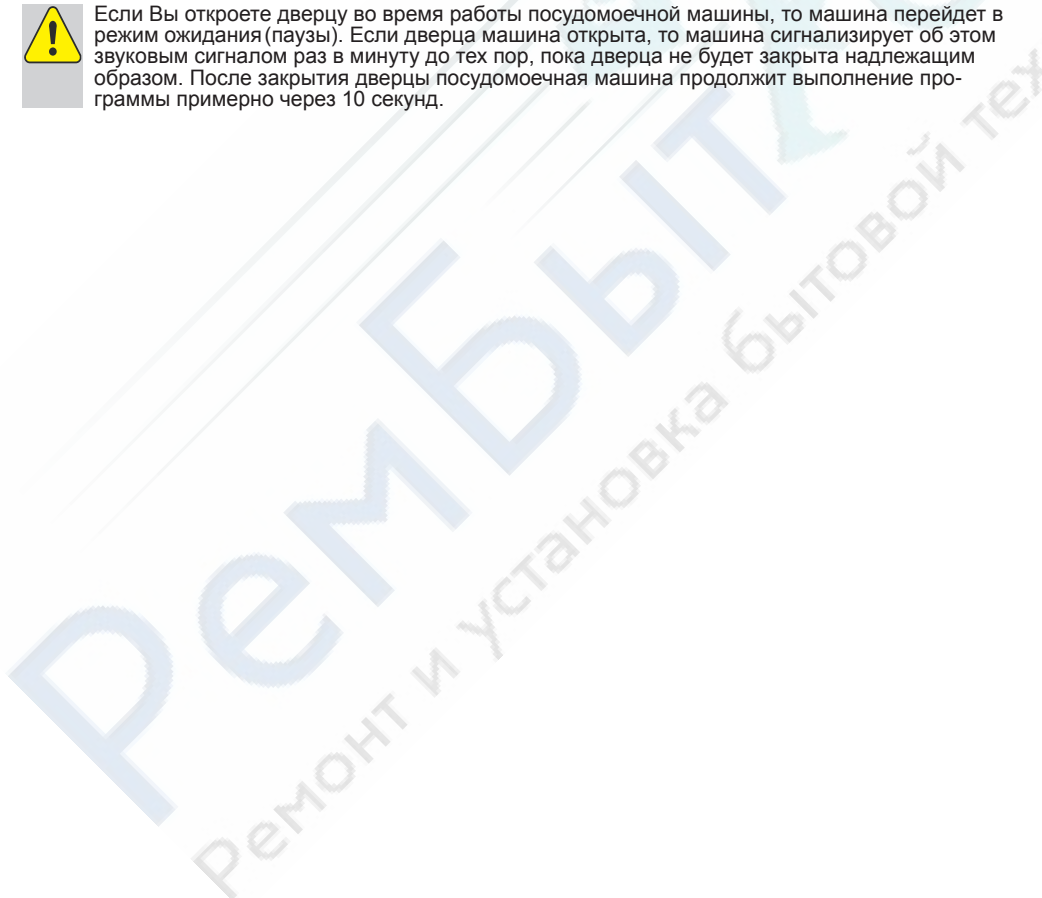 Если Вы откроете дверцу во время работы посудомоечной машины, то машина перейдет в
режим ожидания (паузы). Если дверца машина открыта, то машина сигнализирует об этом
звуковым сигналом раз в минуту до тех пор, пока дверца не будет закрыта надлежащим
образом. После закрытия дверцы посудомоечная машина продолжит выполнение про-
граммы примерно через 10 секунд.
РемБыт
Ремонт и установка бытовой тех